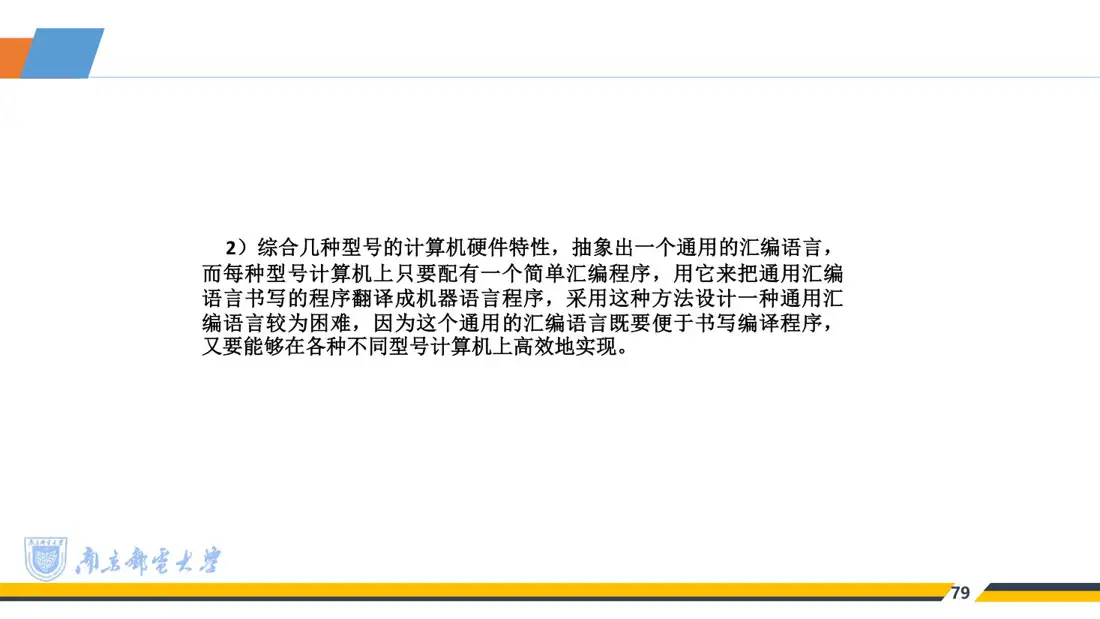 2）综合几种型号的计算机硬件特性，抽象出一个通用的汇编语言，
而每种型号计算机上只要配有一个简单汇编程序，用它来把通用汇编
语言书写的程序翻译成机器语言程序，采用这种方法设计一种通用汇
编语言较为困难，因为这个通用的汇编语言既要便于书写编译程序，
又要能够在各种不同型号计算机上高效地实现。
南京邮电大学
79